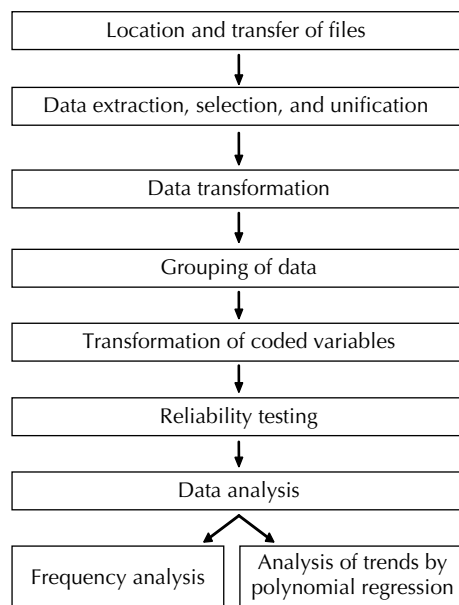 Location and transfer of files
Data extraction, selection, and unification
Data transformation
Grouping of data
Transformation of coded variables
Reliability testing
Data analysis
Frequency analysis
Analysis of trends by
polynomial regression